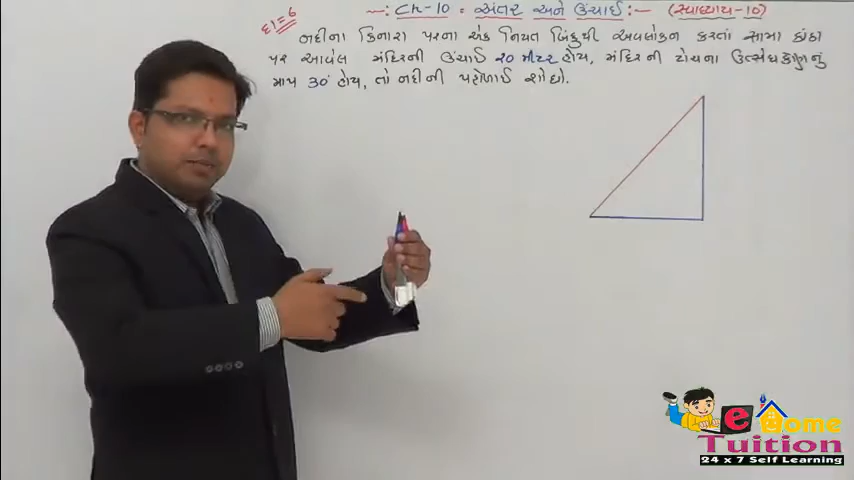 ~: Ch-10 = અંતર અને ઉંચાઈ :~ (સ્વાધ્યાય-10)
દા=6
નદીના કિનારા પરના એક નિયત બિંદુથી અવલોકન કરતાં સામા કાંઠા
પર આવેલ મંદિરની ઉંચાઈ 20 મીટર હોય, મંદિરની ટોચના ઉત્સેધકોણનું
માપ 30° હોય, તો નદીની પહોળાઈ શોધો.
e Home
Tuition
24 x 7 Self Learning